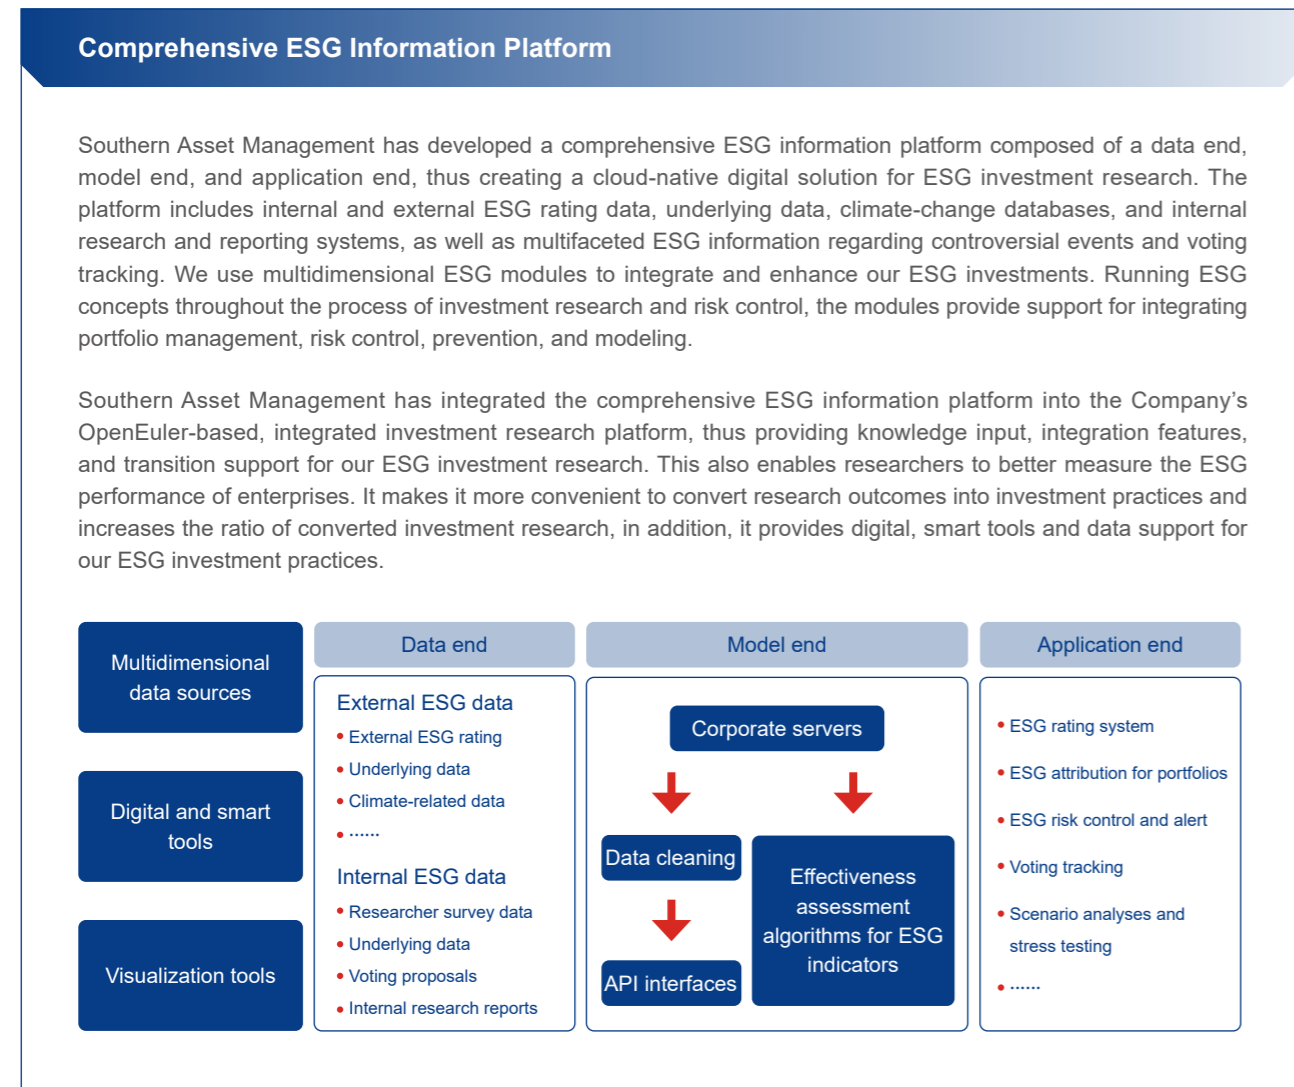 Comprehensive ESG Information Platform
Southern Asset Management has developed a comprehensive ESG information platform composed of a data end,
model end, and application end, thus creating a cloud-native digital solution for ESG investment research. The
platform includes internal and external ESG rating data, underlying data, climate-change databases, and internal
research and reporting systems, as well as multifaceted ESG information regarding controversial events and voting
tracking. We use multidimensional ESG modules to integrate and enhance our ESG investments. Running ESG
concepts throughout the process of investment research and risk control, the modules provide support for integrating
portfolio management, risk control, prevention, and modeling.
Southern Asset Management has integrated the comprehensive ESG information platform into the Company’s
OpenEuler-based, integrated investment research platform, thus providing knowledge input, integration features,
and transition support for our ESG investment research. This also enables researchers to better measure the ESG
performance of enterprises. It makes it more convenient to convert research outcomes into investment practices and
increases the ratio of converted investment research, in addition, it provides digital, smart tools and data support for
our ESG investment practices.
Multidimensional
data sources
Digital and smart
tools
Visualization tools
Data end
External ESG data
• External ESG rating
• Underlying data
• Climate-related data
• ······
Internal ESG data
• Researcher survey data
• Underlying data
• Voting proposals
• Internal research reports
Model end
Corporate servers
Data cleaning
API interfaces
Effectiveness
assessment
algorithms for ESG
indicators
Application end
• ESG rating system
• ESG attribution for portfolios
• ESG risk control and alert
• Voting tracking
• Scenario analyses and
stress testing
• ······